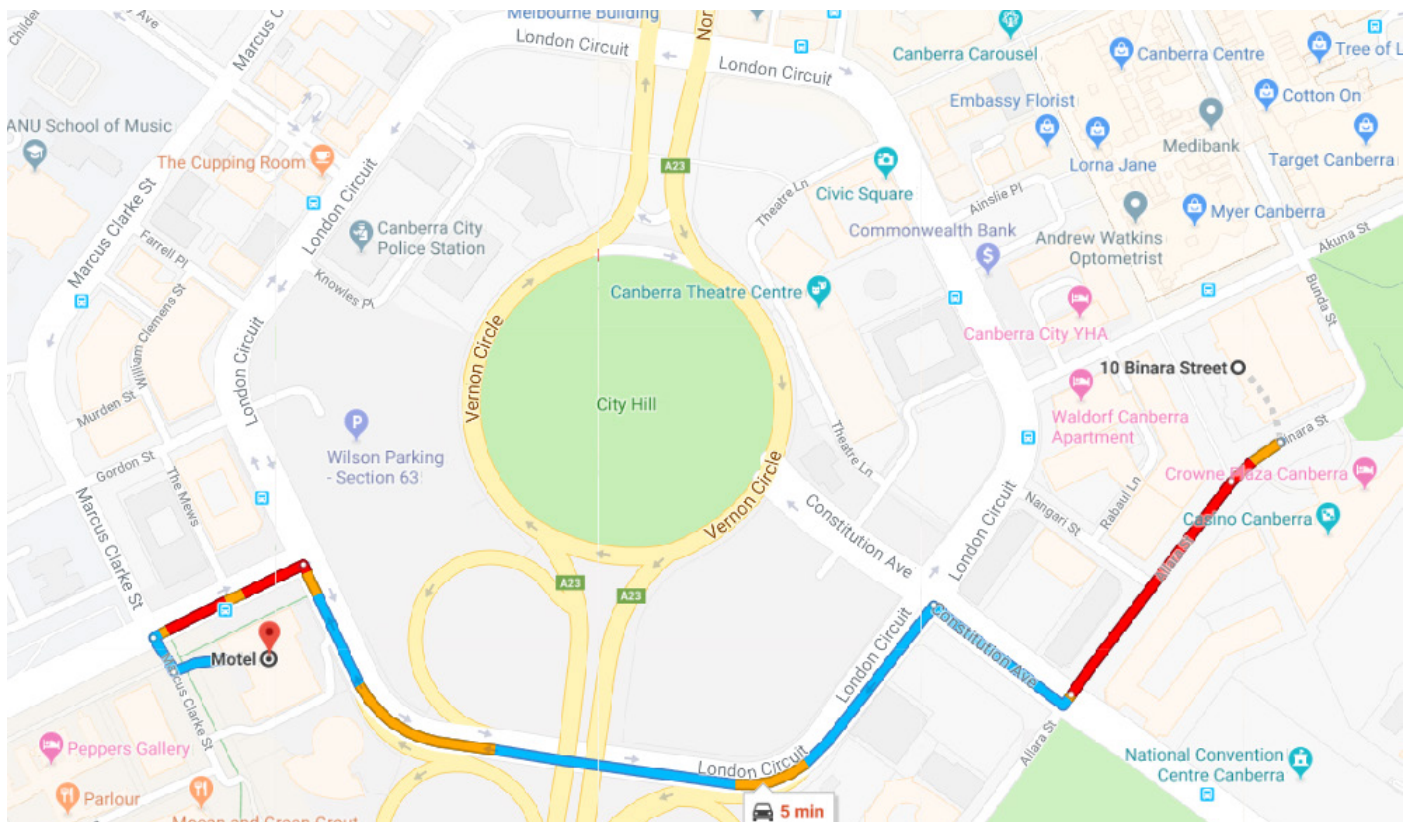 Melbourne Building
London Circuit
London Circuit
Nor
Canberra Carousel
Canberra Centre
Tree of L
Cotton On
Embassy Florist
Lorna Jane
Medibank
Target Canberra
Marcus Clarke St
ANU School of Music
The Cupping Room
London Circuit
A23
Civic Square
Theatre Ln
Ainslie Pl
Myer Canberra
Commonwealth Bank
Andrew Watkins
Optometrist
Akuna St
Bunda St
Marcus Clarke St
Farrell Pl
Canberra City
Police Station
Knowles Pl
William Clemens St
Canberra Theatre Centre
Canberra City YHA
10 Binara Street
Vernon Circle
City Hill
London Circuit
Murden St
Waldorf Canberra
Apartment
Wilson Parking
- Section 63
Gordon St
The Mews
Theatre Ln
Vernon Circle
Binara St
Crowne Plaza Canberra
Casino Canberra
Nangari St
Rabaul Ln
London Circuit
Constitution Ave
Marcus Clarke St
A23
A23
Allara St
London Circuit
Constitution Ave
Motel
Marcus Clarke St
Allara St
Peppers Gallery
London Circuit
National Convention
Centre Canberra
Parlour
5 min